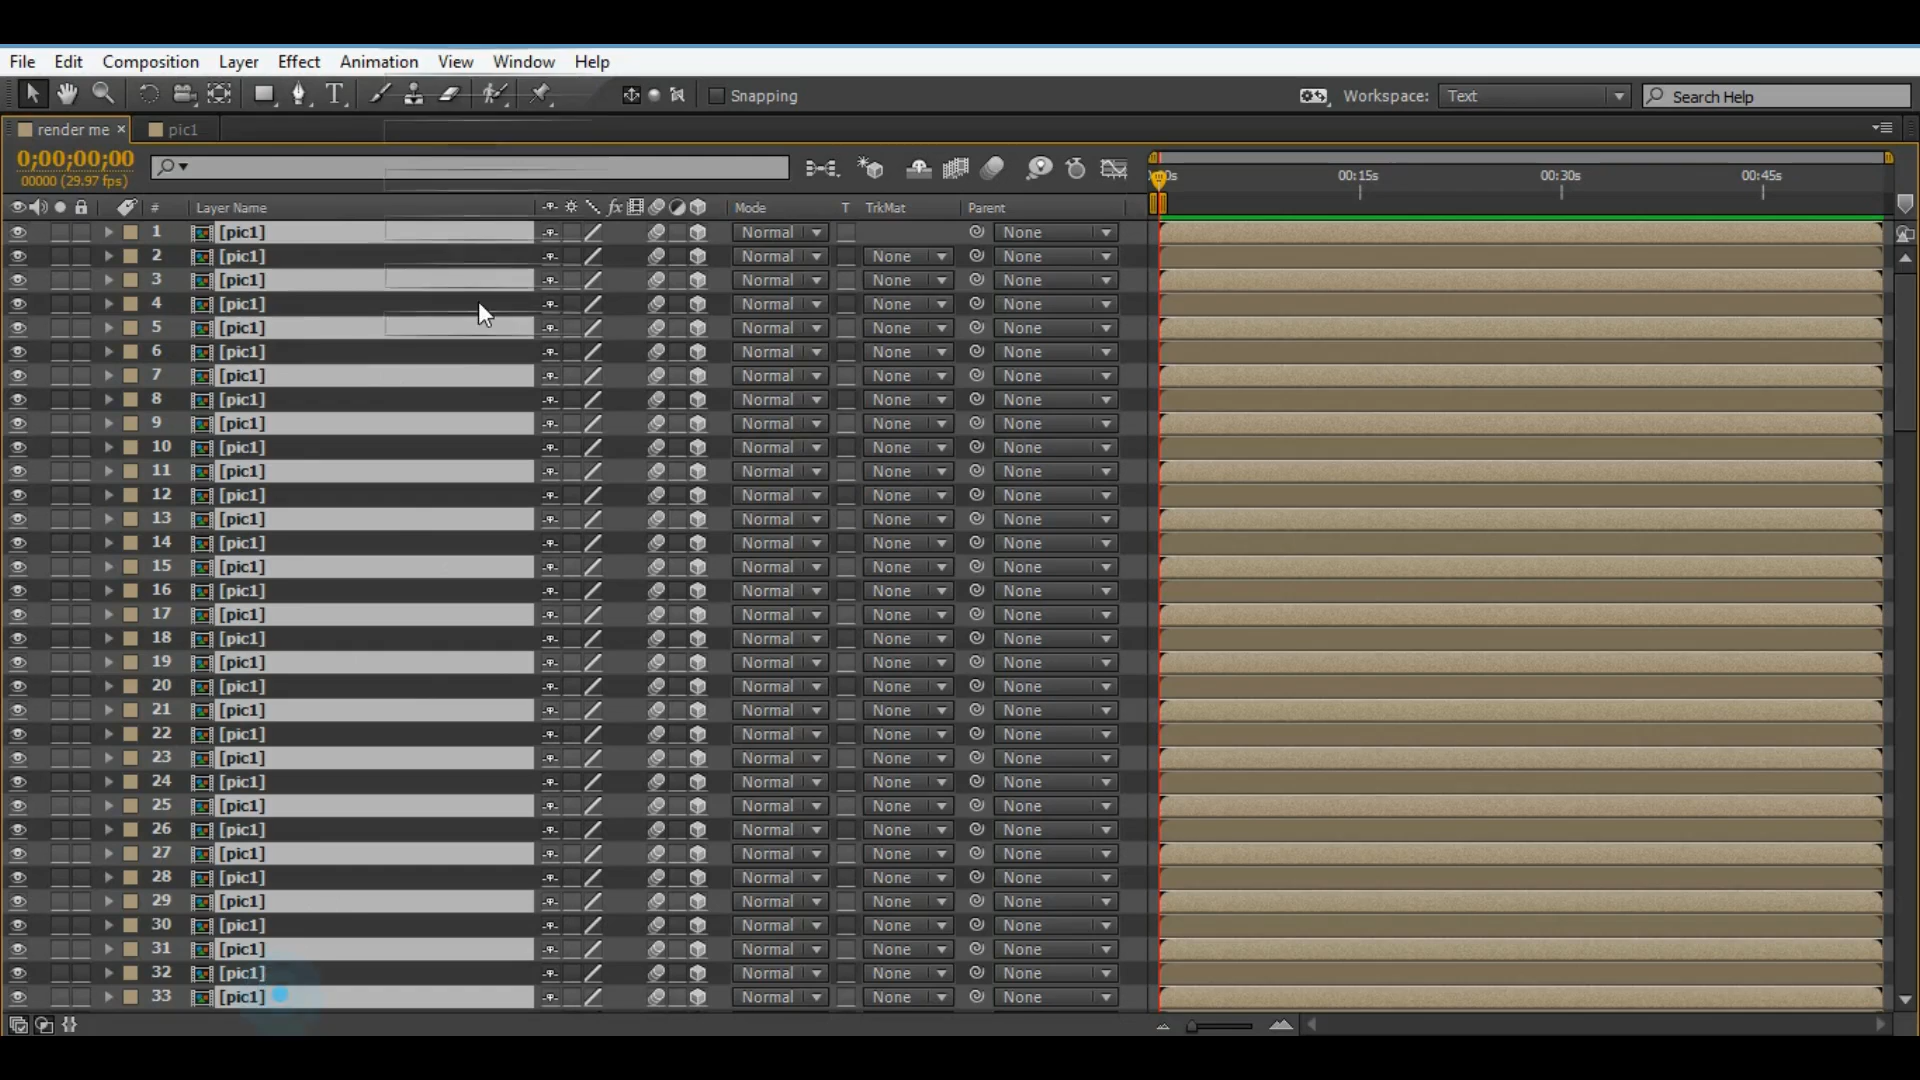 File Edit Composition Layer Effect Animation View Window Help
Snapping Workspace: Text Search Help
render me × pic1
0;00;00;00
00000 (29.97 fps)
00:15s 00:30s 00:45s
# Layer Name fx Mode T TrkMat Parent
1 [pic1] Normal None
2 [pic1] Normal None None
3 [pic1] Normal None None
4 [pic1] Normal None None
5 [pic1] Normal None None
6 [pic1] Normal None None
7 [pic1] Normal None None
8 [pic1] Normal None None
9 [pic1] Normal None None
10 [pic1] Normal None None
11 [pic1] Normal None None
12 [pic1] Normal None None
13 [pic1] Normal None None
14 [pic1] Normal None None
15 [pic1] Normal None None
16 [pic1] Normal None None
17 [pic1] Normal None None
18 [pic1] Normal None None
19 [pic1] Normal None None
20 [pic1] Normal None None
21 [pic1] Normal None None
22 [pic1] Normal None None
23 [pic1] Normal None None
24 [pic1] Normal None None
25 [pic1] Normal None None
26 [pic1] Normal None None
27 [pic1] Normal None None
28 [pic1] Normal None None
29 [pic1] Normal None None
30 [pic1] Normal None None
31 [pic1] Normal None None
32 [pic1] Normal None None
33 [pic1] Normal None None